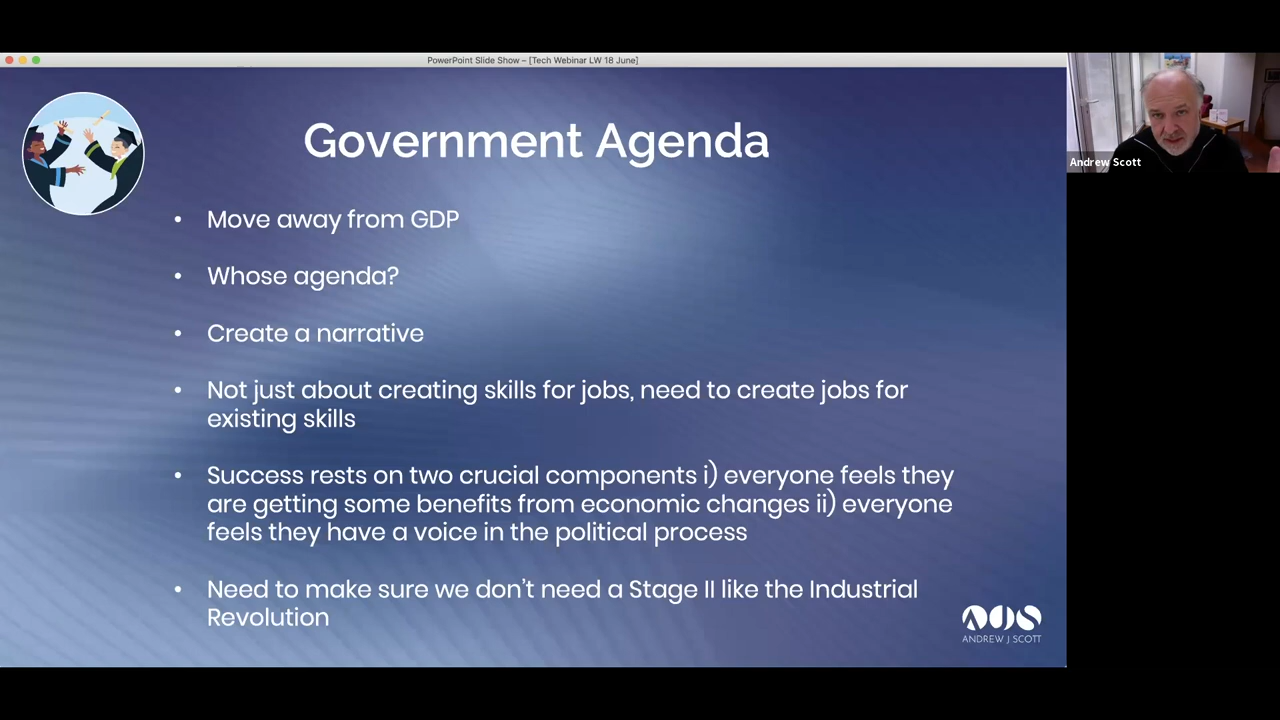 PowerPoint Slide Show – [Tech Webinar LW 18 June]
Government Agenda
• Move away from GDP
• Whose agenda?
• Create a narrative
• Not just about creating skills for jobs, need to create jobs for
existing skills
• Success rests on two crucial components i) everyone feels they
are getting some benefits from economic changes ii) everyone
feels they have a voice in the political process
• Need to make sure we don’t need a Stage II like the Industrial
Revolution
AJS
ANDREW J SCOTT
Andrew Scott